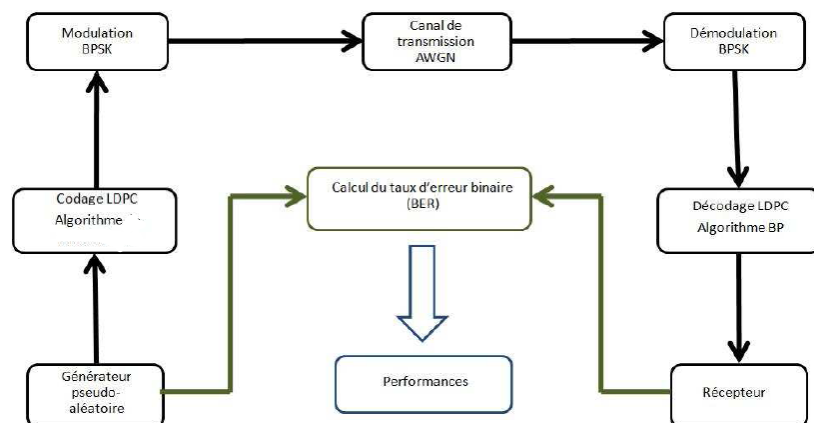 Modulation
BPSK
Canal de
transmission
AWGN
Démodulation
BPSK
Codage LDPC
Algorithme
Calcul du taux d'erreur binaire
(BER)
Décodage LDPC
Algorithme BP
Générateur
pseudo-
aléatoire
Performances
Récepteur